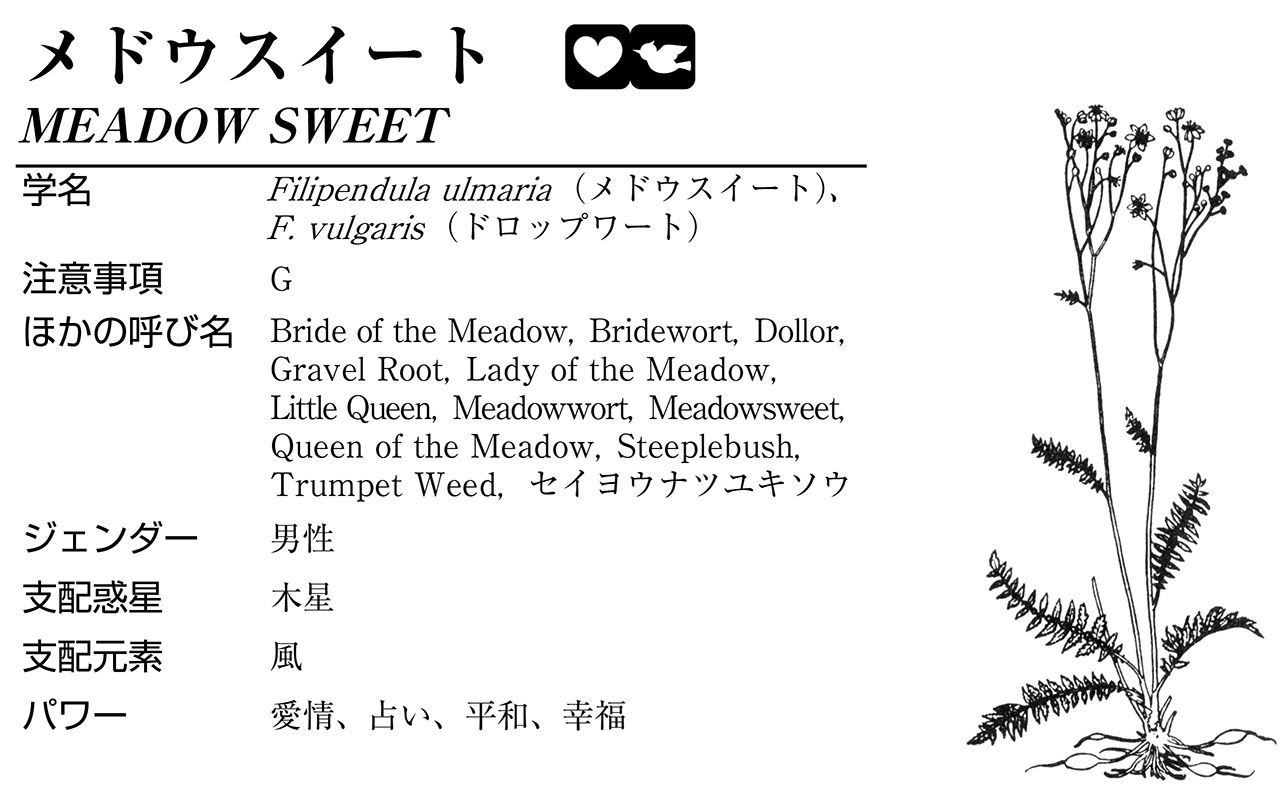 メドウスイート
MEADOW SWEET
学名 Filipendula ulmaria（メドウスイート）、
F. vulgaris（ドロップワート）
注意事項 G
ほかの呼び名 Bride of the Meadow, Bridewort, Dollor,
Gravel Root, Lady of the Meadow,
Little Queen, Meadowwort, Meadowsweet,
Queen of the Meadow, Steeplebush,
Trumpet Weed, セイヨウナツユキソウ
ジェンダー 男性
支配惑星 木星
支配元素 風
パワー 愛情、占い、平和、幸福